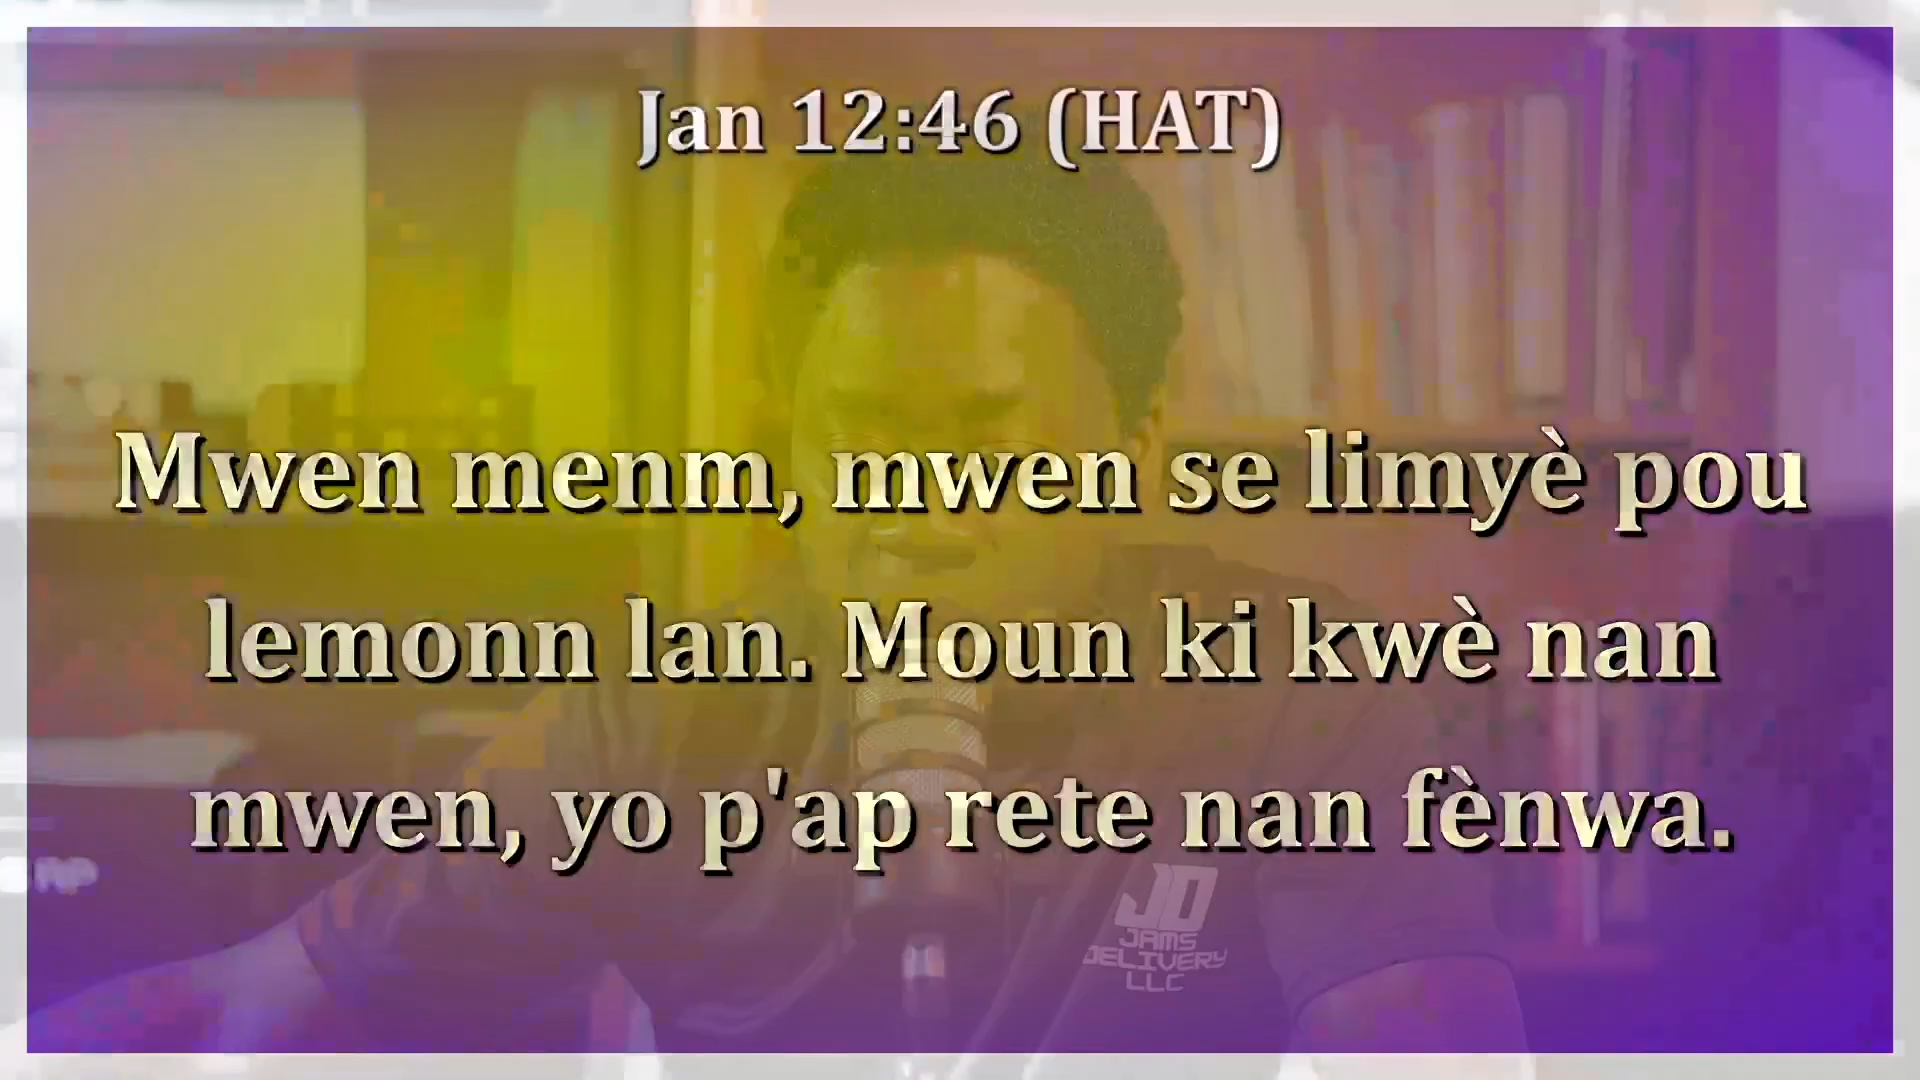 Jan 12:46 (HAT)
Mwen menm, mwen se limyè pou
lemonn lan. Moun ki kwè nan
mwen, yo p'ap rete nan fènwa.
JD
JAMS
DELIVERY
LLC